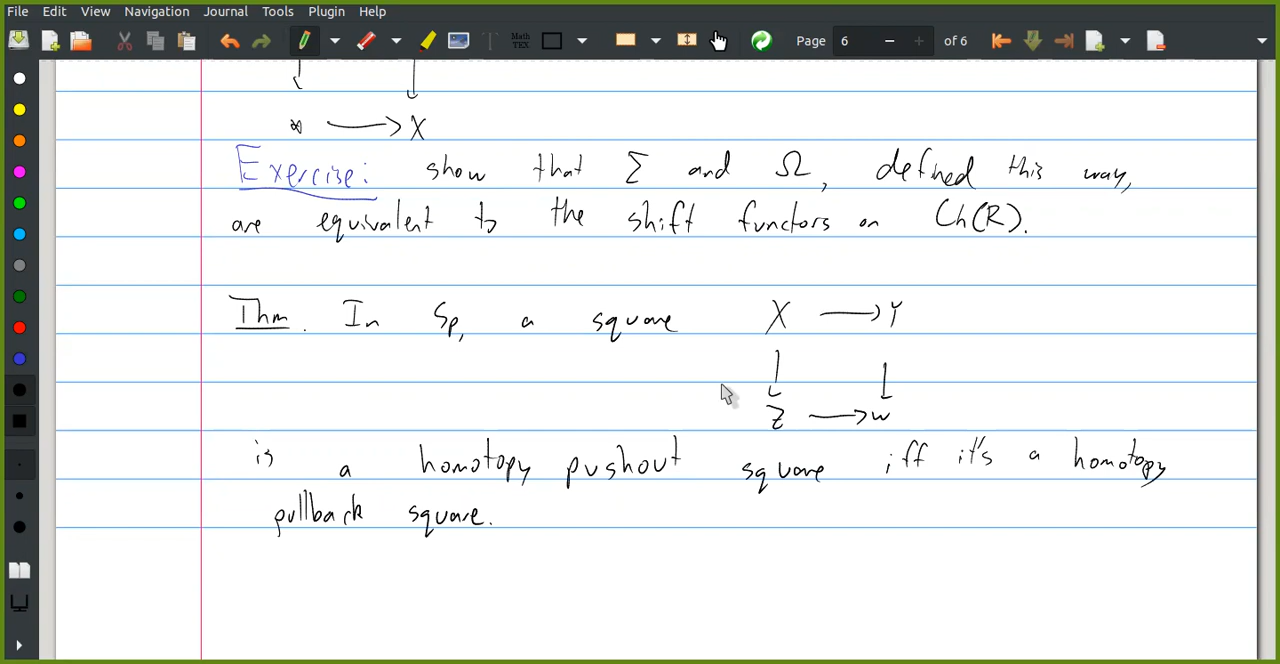 File Edit View Navigation Journal Tools Plugin Help
Math TEX
Page 6 of 6
* → X
Exercise: show that Σ and Ω, defined this way,
are equivalent to the shift functors on Ch(R).
Thm. In Sp, a square X → Y
↓ ↓
Z → W
is a homotopy pushout square iff it's a homotopy
pullback square.